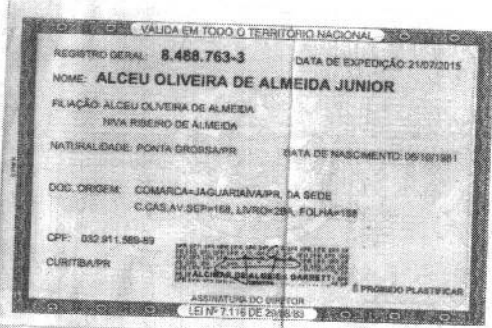 VÁLIDA EM TODO O TERRITÓRIO NACIONAL
REGISTRO GERAL: 8.488.763-3 DATA DE EXPEDIÇÃO: 21/07/2015
NOME: ALCEU OLIVEIRA DE ALMEIDA JUNIOR
FILIAÇÃO: ALCEU OLIVEIRA DE ALMEIDA
NIVA RIBEIRO DE ALMEIDA
NATURALIDADE: PONTA GROSSA/PR DATA DE NASCIMENTO: 06/10/1981
DOC. ORIGEM: COMARCA=JAGUARIAIVA/PR, DA SEDE
C.CAS,AV.SEP=168, LIVRO=28A, FOLHA=168
CPF: 032.911.589-89
CURITIBA/PR
É PROIBIDO PLASTIFICAR
ASSINATURA DO DIRETOR
LEI Nº 7.116 DE 29/08/83